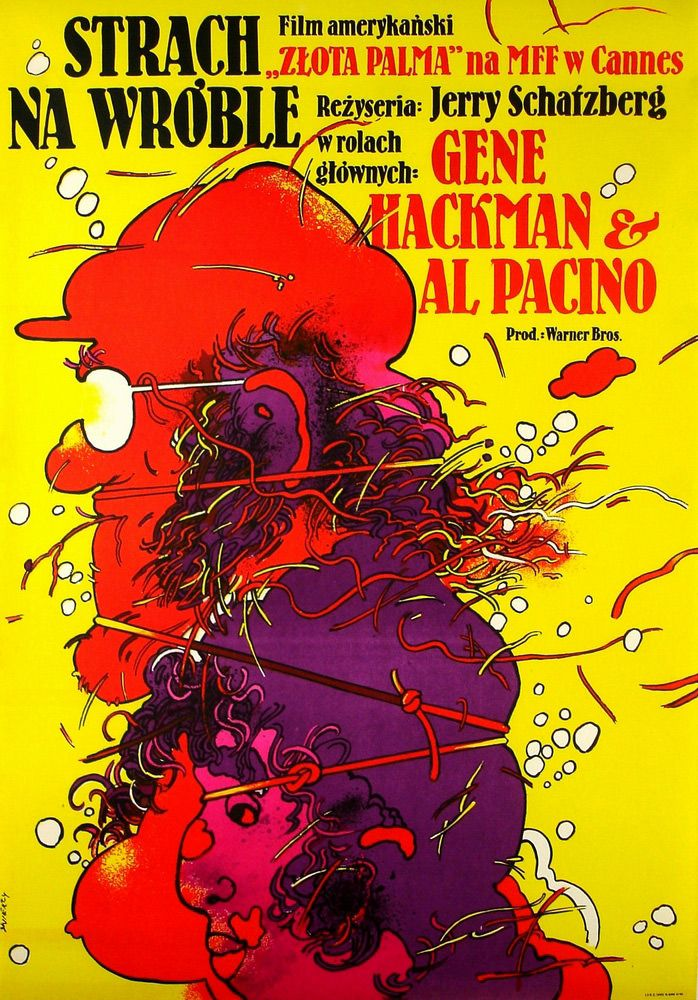 STRACH
NA WRÓBLE
Film amerykański
„ZŁOTA PALMA” na MFF w Cannes
Reżyseria: Jerry Schatzberg
w rolach
głównych:
GENE
HACKMAN &
AL PACINO
Prod.: Warner Bros.